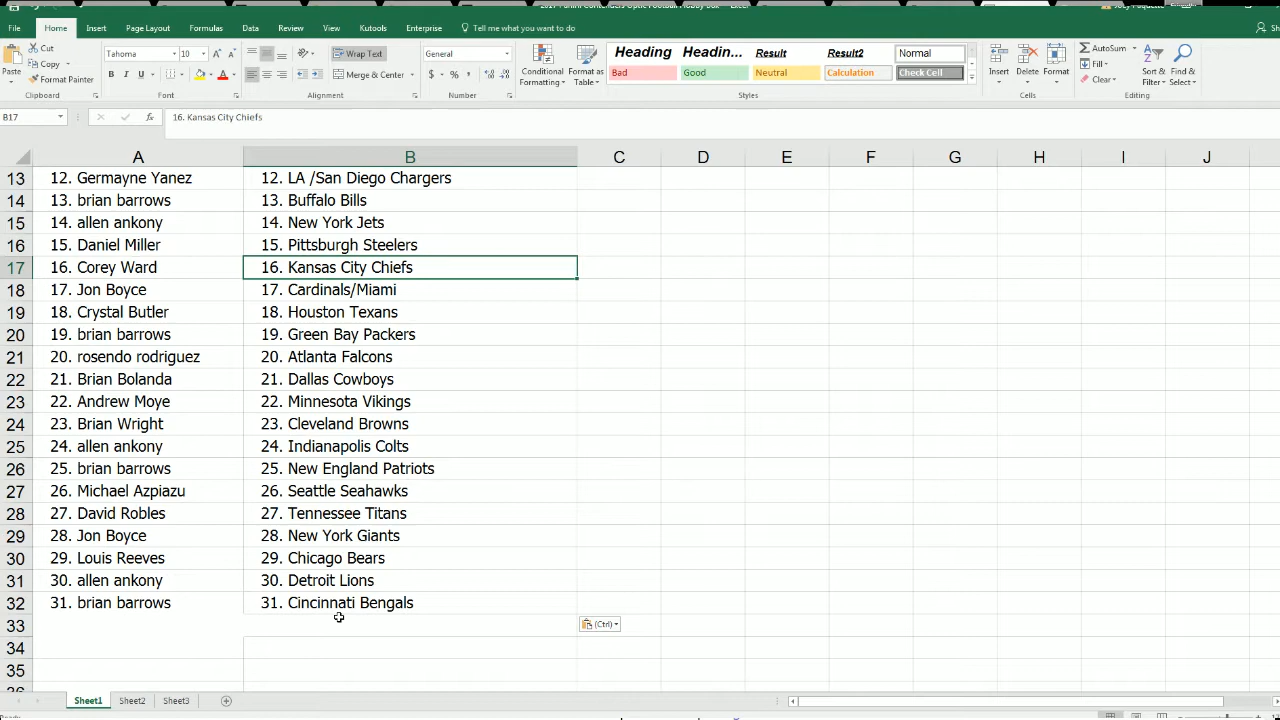 File Home Insert Page Layout Formulas Data Review View Kutools Enterprise Tell me what you want to do
Paste Cut Copy Format Painter Clipboard
Tahoma 10 B I U Font
Wrap Text Merge & Center Alignment
General $ % , Number
Conditional Formatting Format as Table
Heading Headin... Result Result2 Normal
Bad Good Neutral Calculation Check Cell
Styles
Insert Delete Format Cells
AutoSum Fill Clear Sort & Filter Find & Select Editing
B17 fx 16. Kansas City Chiefs
A B C D E F G H I J
13 12. Germayne Yanez 12. LA /San Diego Chargers
14 13. brian barrows 13. Buffalo Bills
15 14. allen ankony 14. New York Jets
16 15. Daniel Miller 15. Pittsburgh Steelers
17 16. Corey Ward 16. Kansas City Chiefs
18 17. Jon Boyce 17. Cardinals/Miami
19 18. Crystal Butler 18. Houston Texans
20 19. brian barrows 19. Green Bay Packers
21 20. rosendo rodriguez 20. Atlanta Falcons
22 21. Brian Bolanda 21. Dallas Cowboys
23 22. Andrew Moye 22. Minnesota Vikings
24 23. Brian Wright 23. Cleveland Browns
25 24. allen ankony 24. Indianapolis Colts
26 25. brian barrows 25. New England Patriots
27 26. Michael Azpiazu 26. Seattle Seahawks
28 27. David Robles 27. Tennessee Titans
29 28. Jon Boyce 28. New York Giants
30 29. Louis Reeves 29. Chicago Bears
31 30. allen ankony 30. Detroit Lions
32 31. brian barrows 31. Cincinnati Bengals
33 (Ctrl)
34
35
Sheet1 Sheet2 Sheet3